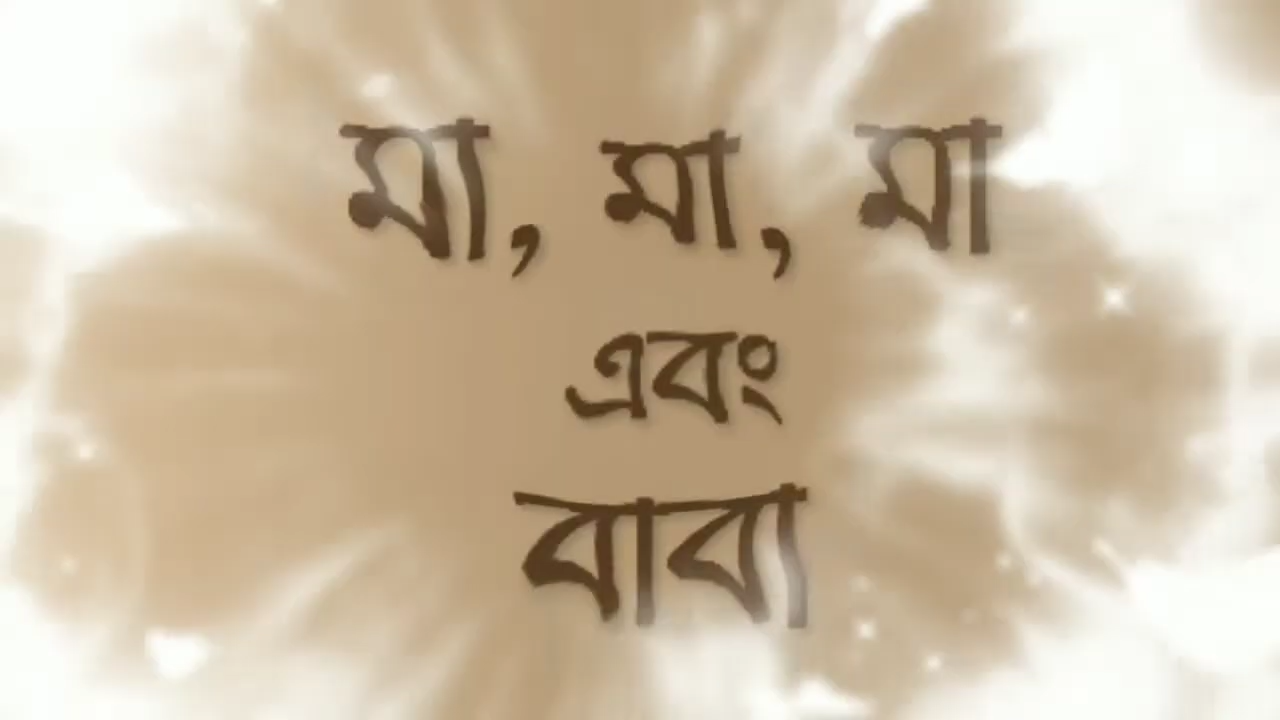 মা, মা, মা
এবং
বাবা